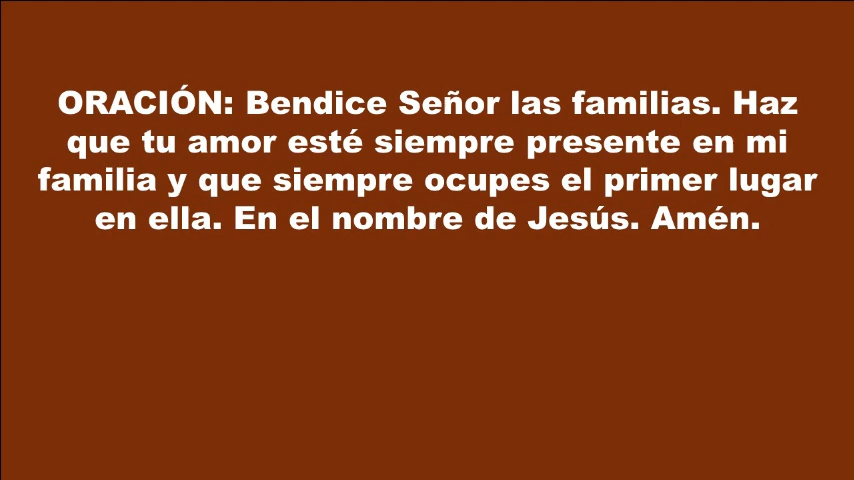 ORACIÓN: Bendice Señor las familias. Haz
que tu amor esté siempre presente en mi
familia y que siempre ocupes el primer lugar
en ella. En el nombre de Jesús. Amén.